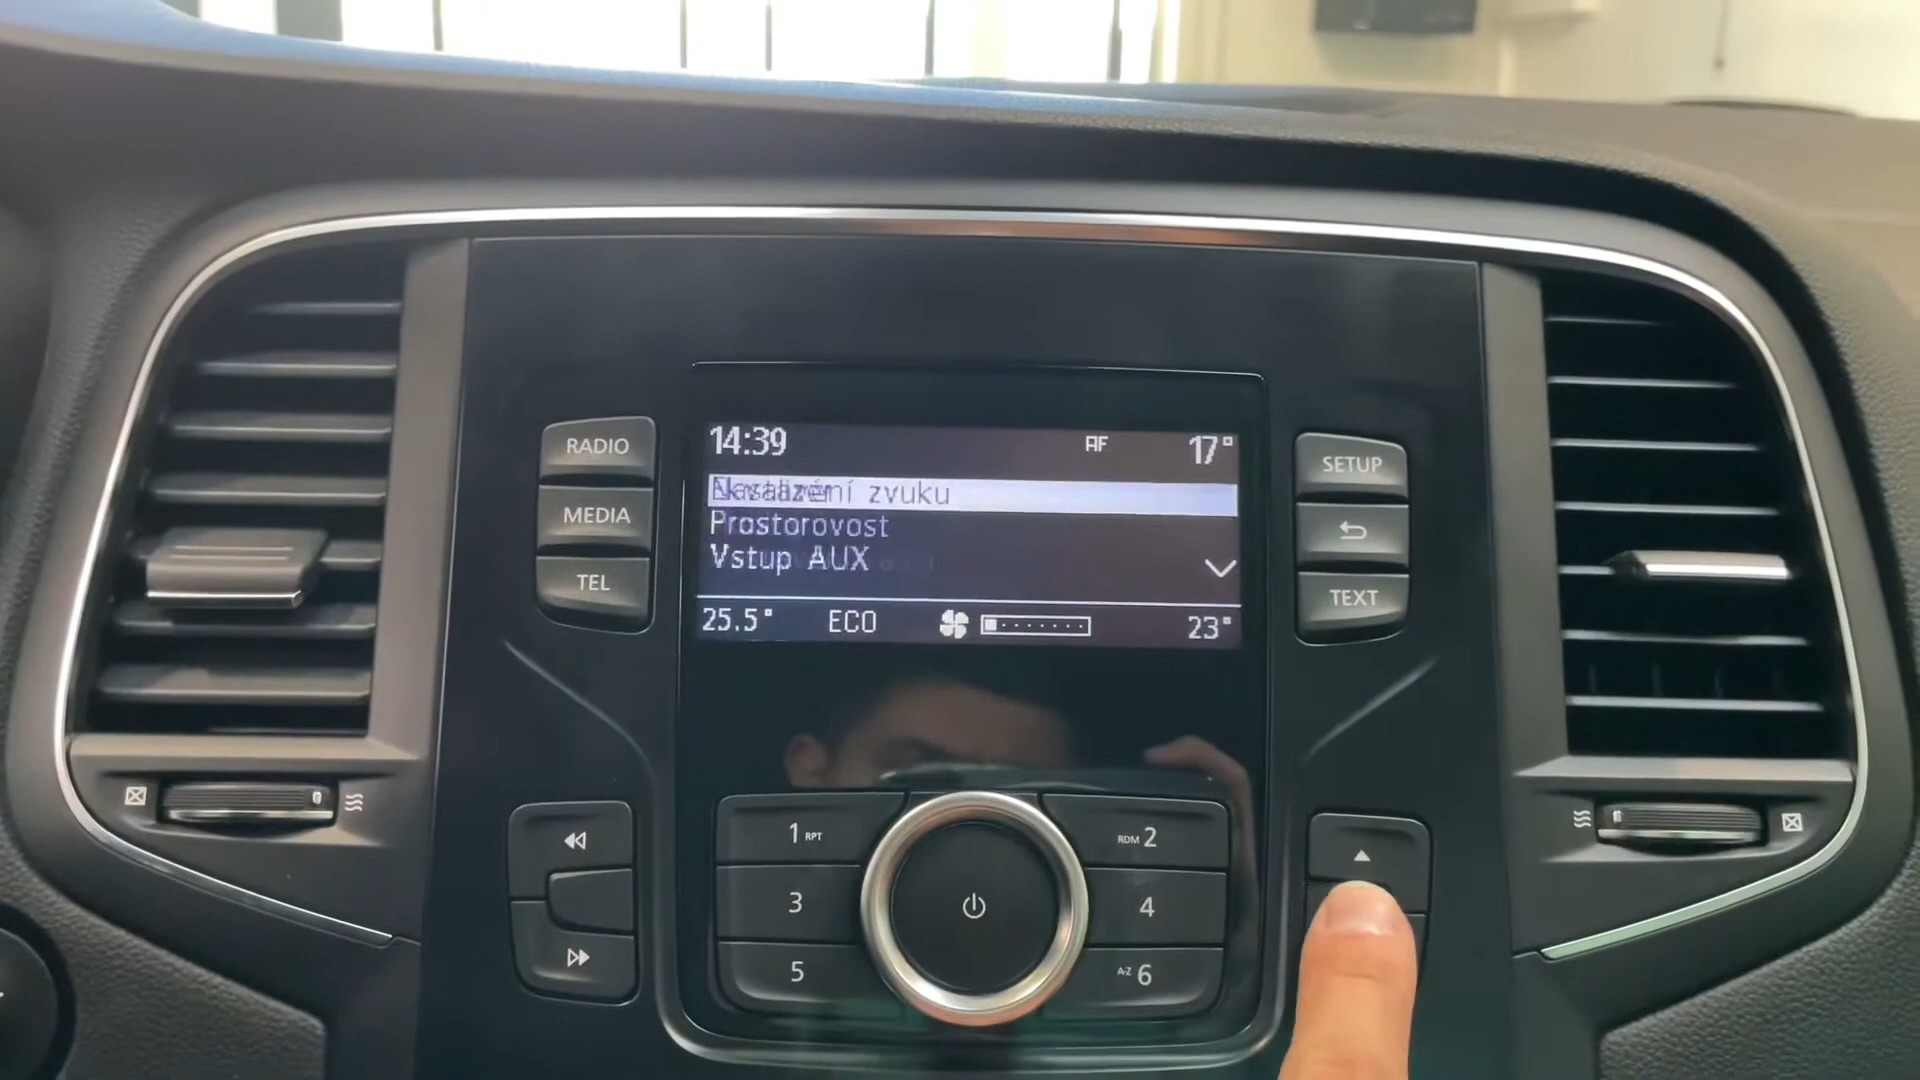 14:39 AF 17°
zvuku
Prostorovost
Vstup AUX
25.5° ECO 23°
RADIO
MEDIA
TEL
SETUP
TEXT
1 RPT
RDM 2
3
4
5
A-Z 6